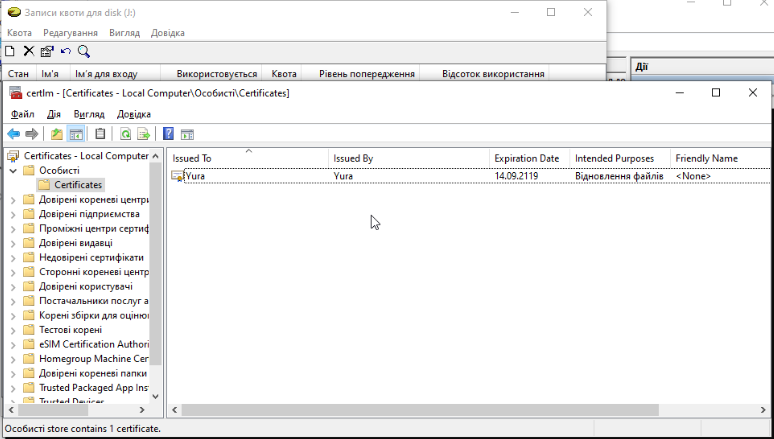 Записи квоти для disk (J:)
Квота Редагування Вигляд Довідка
Стан Ім'я Ім'я для входу Використовується Квота Рівень попередження Відсоток використання
Дії
certlm - [Certificates - Local Computer\Особисті\Certificates]
Файл Дія Вигляд Довідка
Certificates - Local Computer
Особисті
Certificates
Довірені кореневі центри
Довірені підприємства
Проміжні центри сертиф
Довірені видавці
Недовірені сертифікати
Сторонні кореневі центр
Довірені користувачі
Постачальники послуг а
Корені збірки для оціню
Тестові корені
eSIM Certification Authori
Homegroup Machine Cer
Довірені кореневі папки
Trusted Packaged App Inst
Trusted Devices
Issued To Issued By Expiration Date Intended Purposes Friendly Name
Yura Yura 14.09.2119 Відновлення файлів <None>
Особисті store contains 1 certificate.